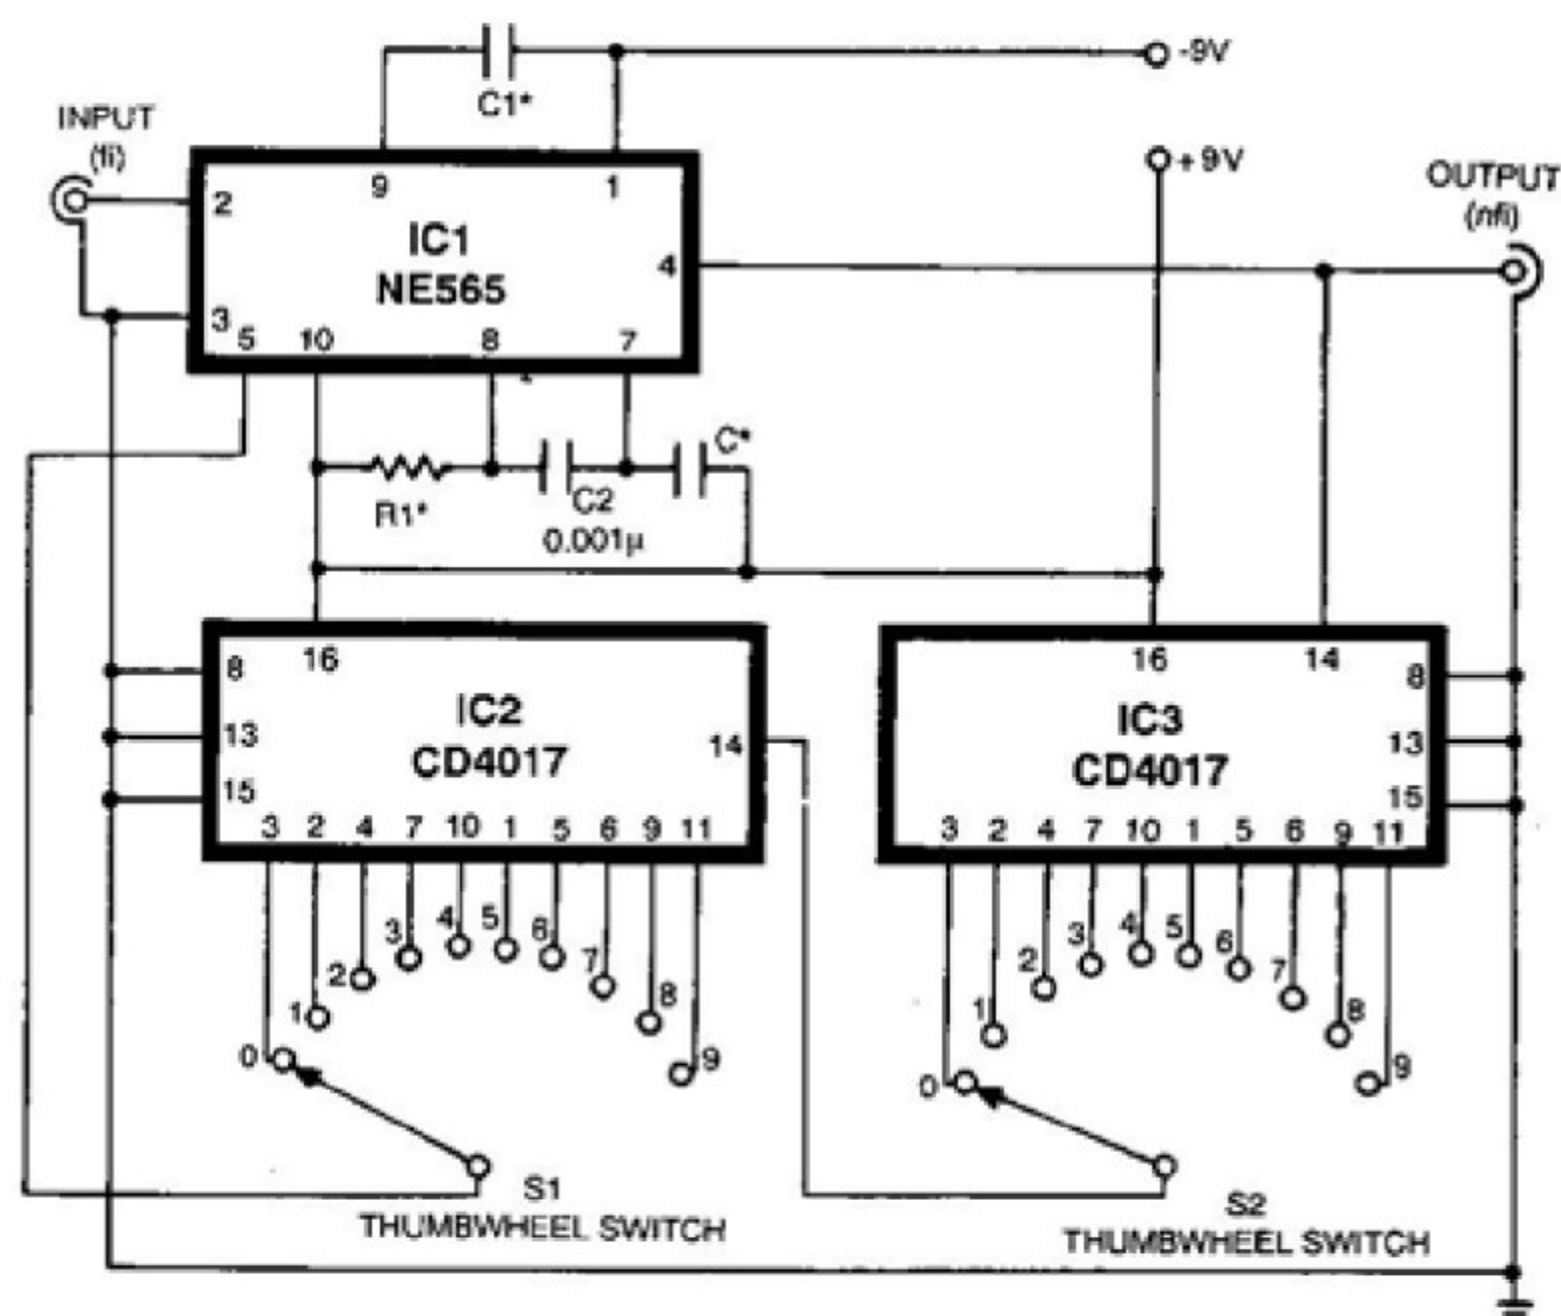 -9V
C1*
INPUT
(fi)
+9V
OUTPUT
(nfi)
9 1
2
IC1
NE565
4
3
5 10 8 7
C*
R1*
C2
0.001µ
16
8
IC2
CD4017
13
14
15
3 2 4 7 10 1 5 6 9 11
16 14
8
IC3
CD4017
13
15
3 2 4 7 10 1 5 6 9 11
0 1 2 3 4 5 6 7 8 9
0 1 2 3 4 5 6 7 8 9
S1
THUMBWHEEL SWITCH
S2
THUMBWHEEL SWITCH